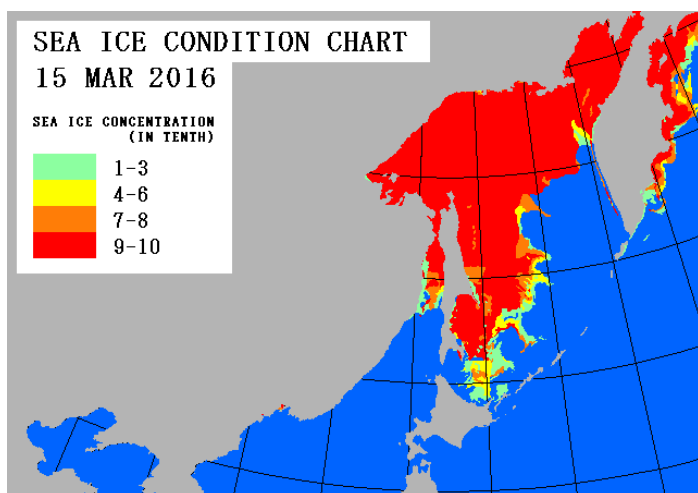 SEA ICE CONDITION CHART
15 MAR 2016
SEA ICE CONCENTRATION
(IN TENTH)
1-3
4-6
7-8
9-10